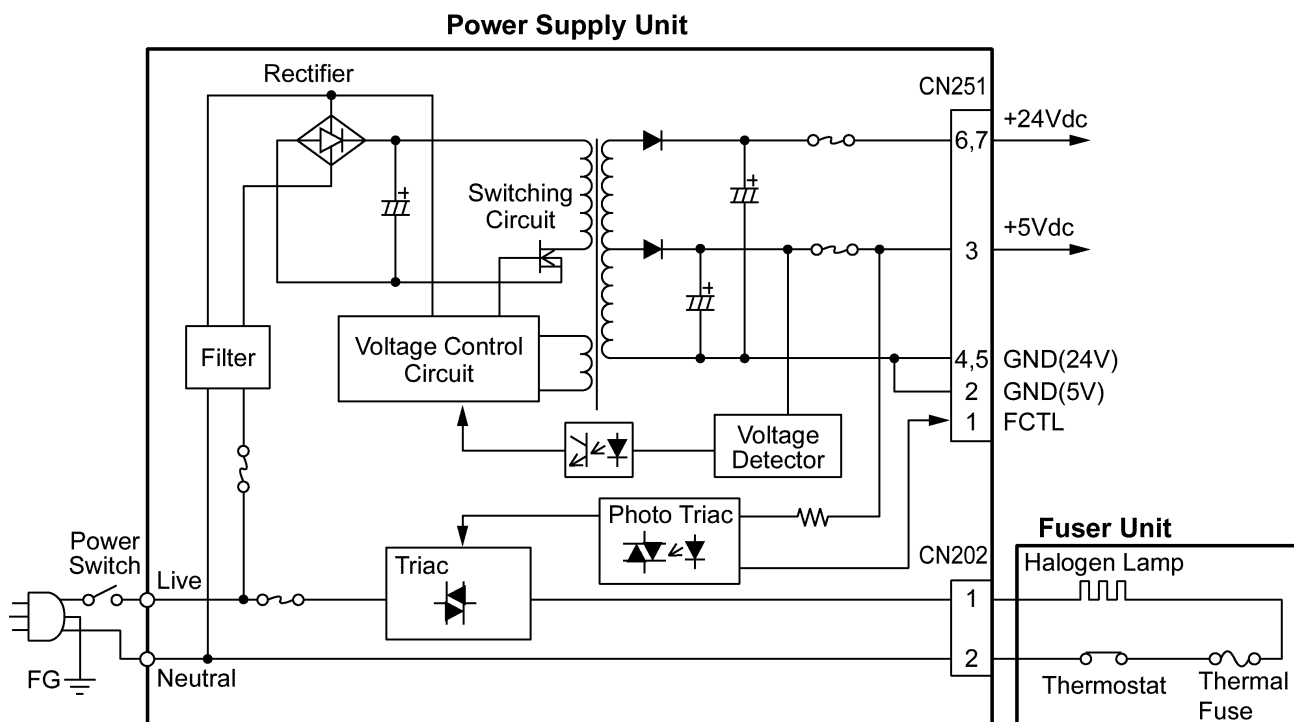 Power Supply Unit
Rectifier
CN251
+24Vdc
6,7
Switching
Circuit
+
+
+5Vdc
3
+
Filter
Voltage Control
Circuit
4,5 GND(24V)
2 GND(5V)
1 FCTL
Voltage
Detector
Photo Triac
Fuser Unit
Power
Switch
Triac
CN202
Halogen Lamp
Live
1
2
FG
Neutral
Thermostat
Thermal
Fuse